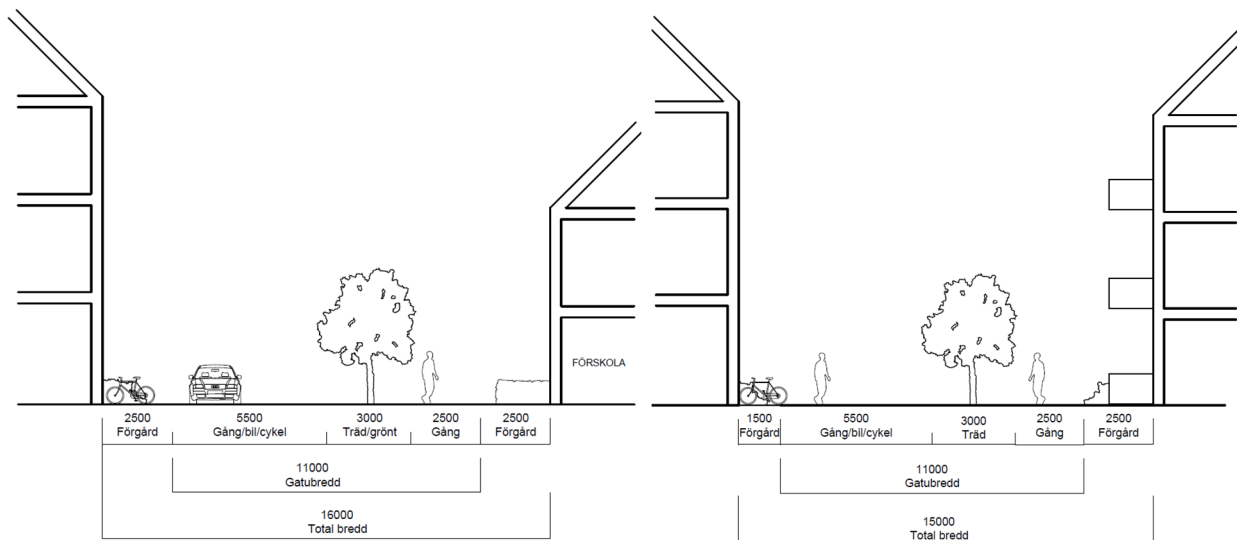 FÖRSKOLA
2500 5500 3000 2500 2500
Förgård Gång/bil/cykel Träd/grönt Gång Förgård
11000
Gatubredd
16000
Total bredd
1500 5500 3000 2500 2500
Förgård Gång/bil/cykel Träd Gång Förgård
11000
Gatubredd
15000
Total bredd